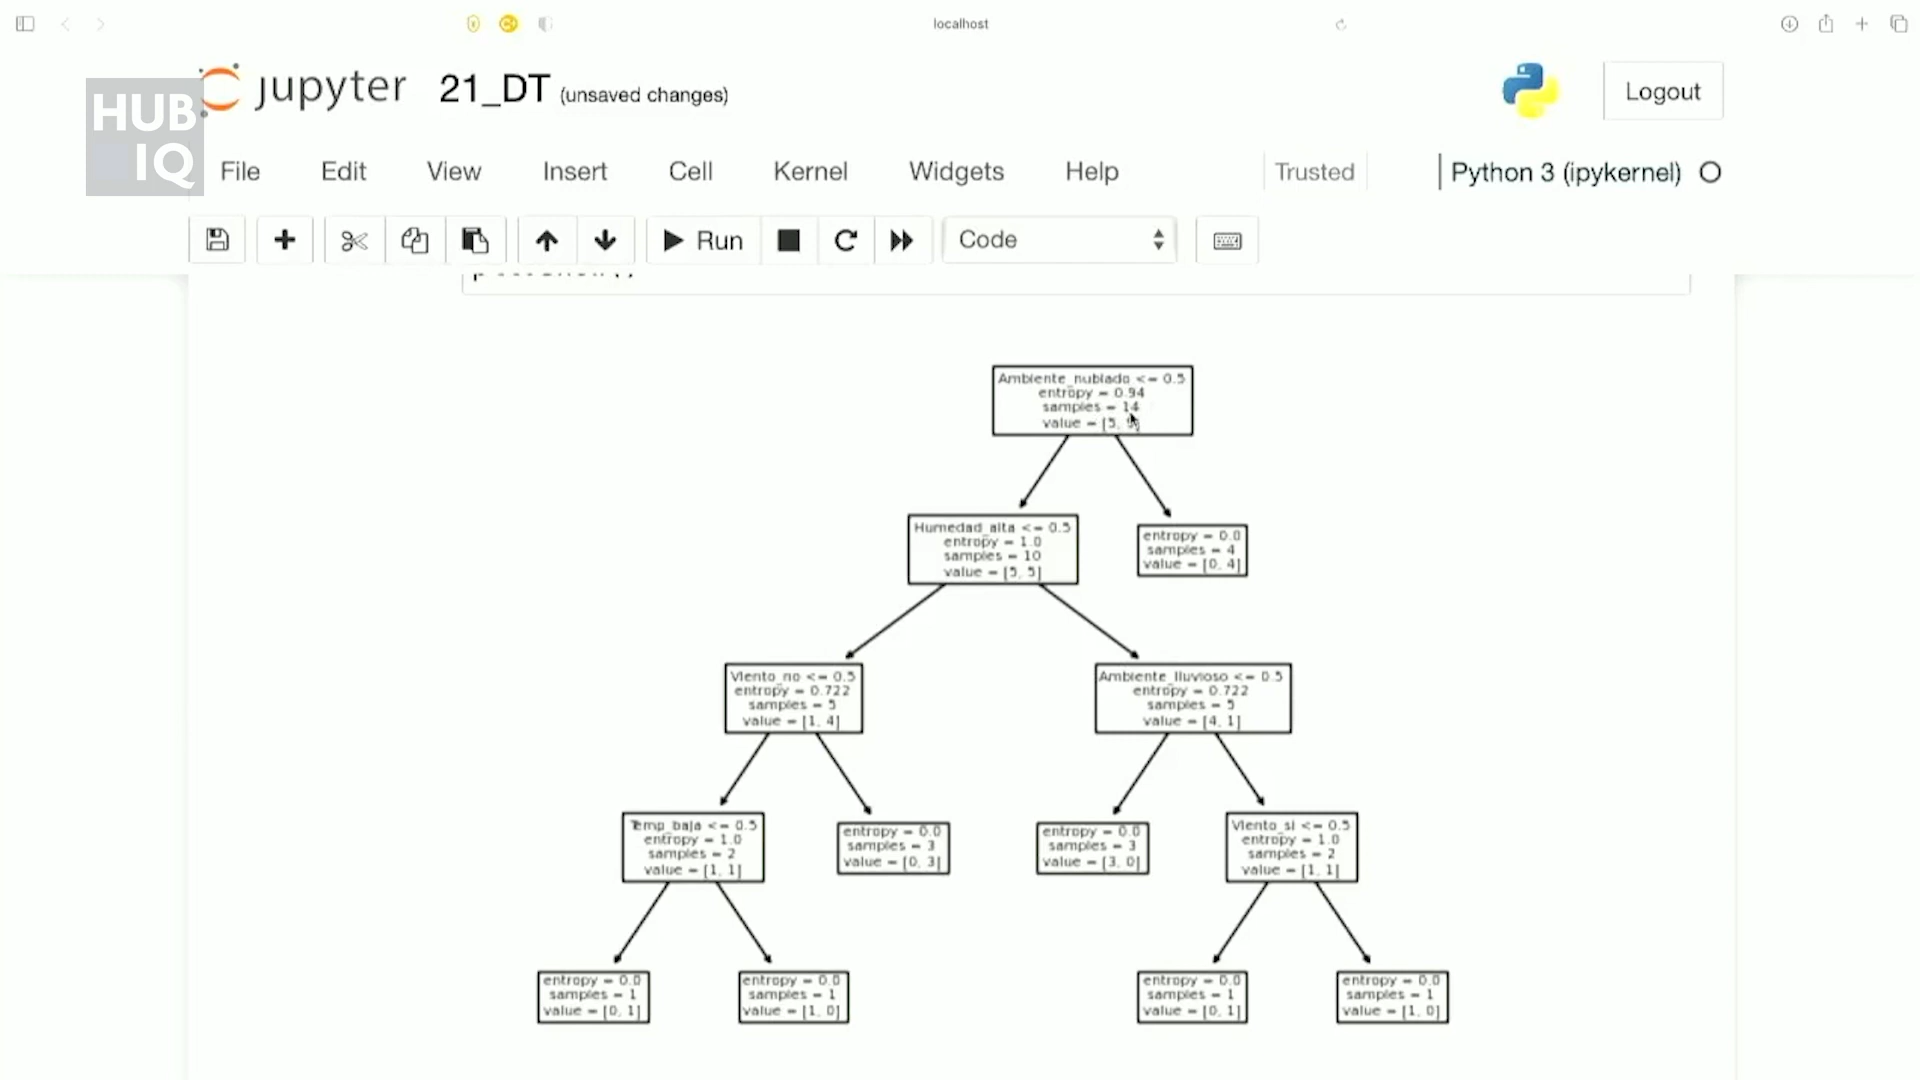 localhost
HUB
IQ
jupyter 21_DT (unsaved changes)
Logout
File Edit View Insert Cell Kernel Widgets Help Trusted Python 3 (ipykernel)
Run Code
Ambiente_nublado <= 0.5
entropy = 0.94
samples = 14
value = [5, 9]
Humedad_alta <= 0.5
entropy = 1.0
samples = 10
value = [5, 5]
entropy = 0.0
samples = 4
value = [0, 4]
Viento_no <= 0.5
entropy = 0.722
samples = 5
value = [1, 4]
Ambiente_lluvioso <= 0.5
entropy = 0.722
samples = 5
value = [4, 1]
Temp_baja <= 0.5
entropy = 1.0
samples = 2
value = [1, 1]
entropy = 0.0
samples = 3
value = [0, 3]
entropy = 0.0
samples = 3
value = [3, 0]
Viento_si <= 0.5
entropy = 1.0
samples = 2
value = [1, 1]
entropy = 0.0
samples = 1
value = [0, 1]
entropy = 0.0
samples = 1
value = [1, 0]
entropy = 0.0
samples = 1
value = [0, 1]
entropy = 0.0
samples = 1
value = [1, 0]